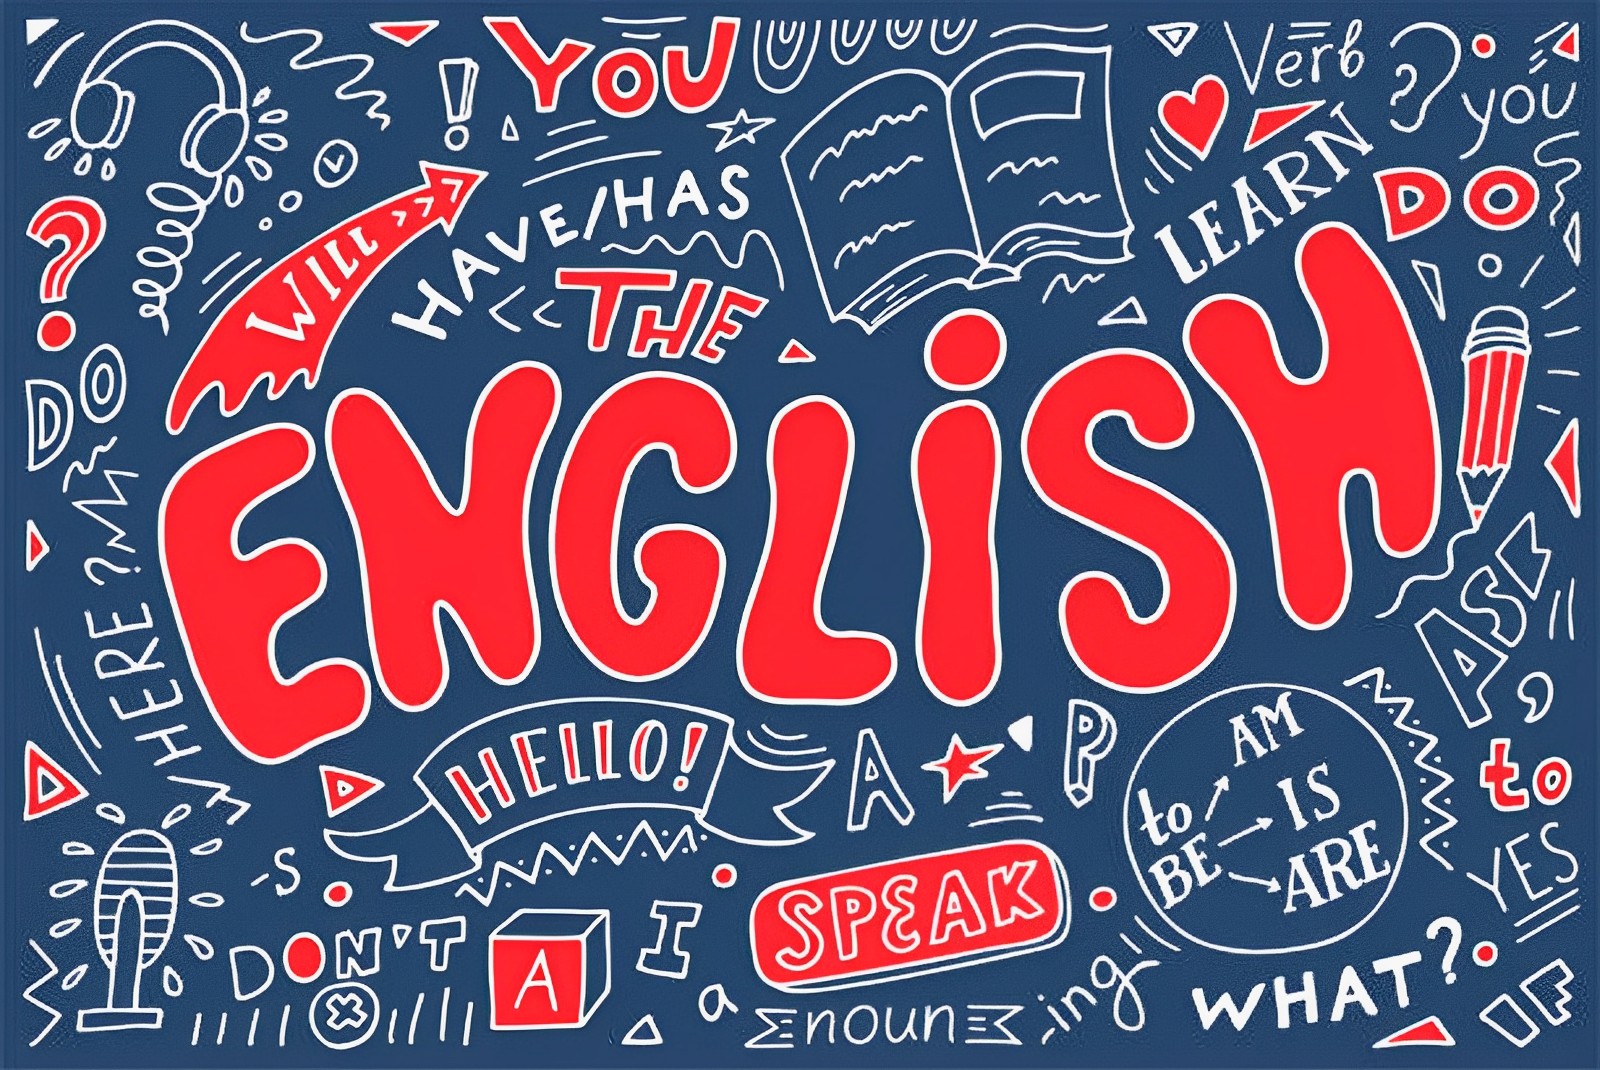 YOU
Verb
you
!
HAVE/HAS
LEARN
DO
WILL
?
THE
DO
ENGLiSH
WHERE?
ASK
,
HELLO!
A
P
to BE
AM
IS
ARE
to
YES
-S
SPEAK
DON'T
A
I
a
noun
-ing
WHAT?
IF